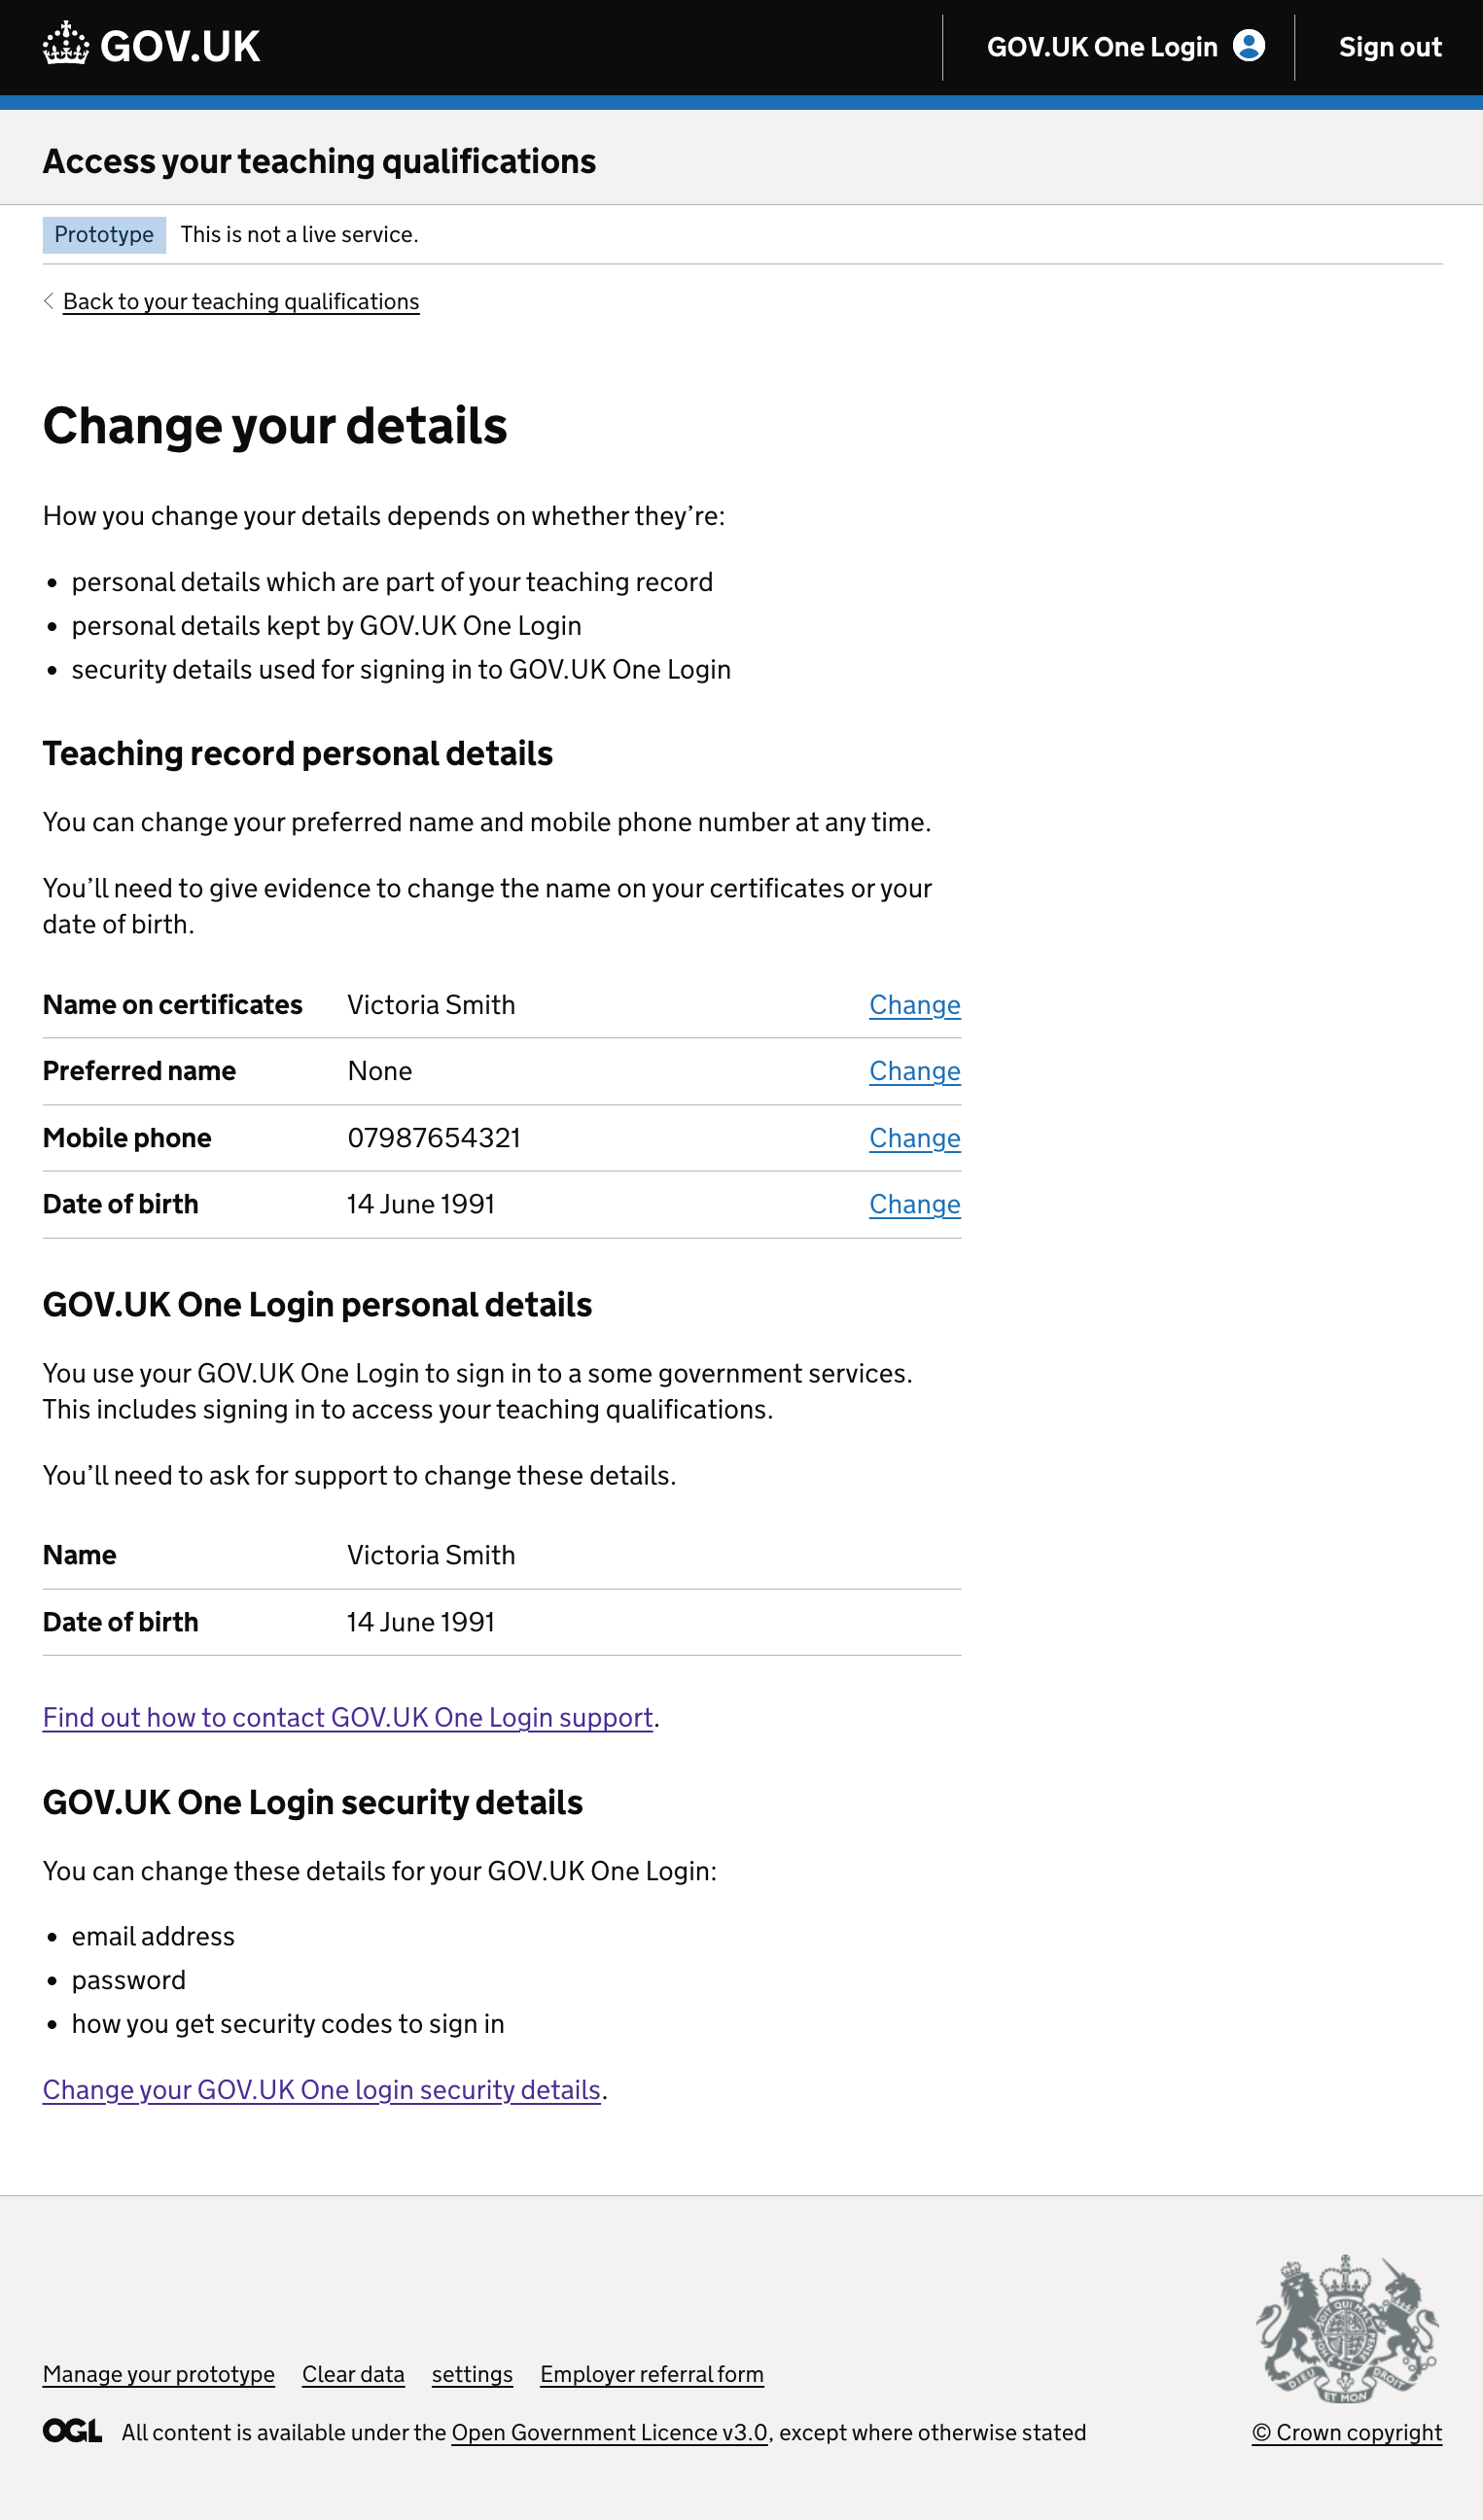 GOV.UK
GOV.UK One Login
Sign out
Access your teaching qualifications
Prototype This is not a live service.
Back to your teaching qualifications
Change your details
How you change your details depends on whether they’re:
• personal details which are part of your teaching record
• personal details kept by GOV.UK One Login
• security details used for signing in to GOV.UK One Login
Teaching record personal details
You can change your preferred name and mobile phone number at any time.
You’ll need to give evidence to change the name on your certificates or your
date of birth.
Name on certificates Victoria Smith Change
Preferred name None Change
Mobile phone 07987654321 Change
Date of birth 14 June 1991 Change
GOV.UK One Login personal details
You use your GOV.UK One Login to sign in to a some government services.
This includes signing in to access your teaching qualifications.
You’ll need to ask for support to change these details.
Name Victoria Smith
Date of birth 14 June 1991
Find out how to contact GOV.UK One Login support.
GOV.UK One Login security details
You can change these details for your GOV.UK One Login:
• email address
• password
• how you get security codes to sign in
Change your GOV.UK One login security details.
Manage your prototype Clear data settings Employer referral form
OGL All content is available under the Open Government Licence v3.0, except where otherwise stated
DIEU ET MON DROIT
© Crown copyright